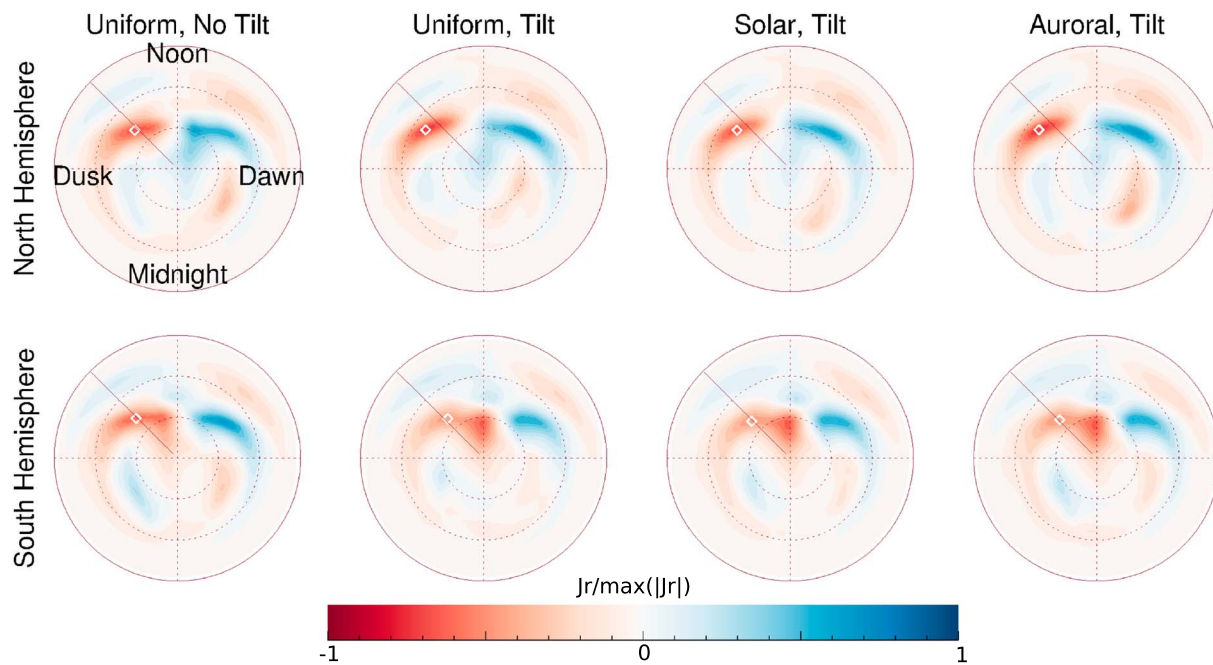 Uniform, No Tilt
Uniform, Tilt
Solar, Tilt
Auroral, Tilt
North Hemisphere
Noon
Dusk
Dawn
Midnight
South Hemisphere
Jr/max(|Jr|)
-1
0
1